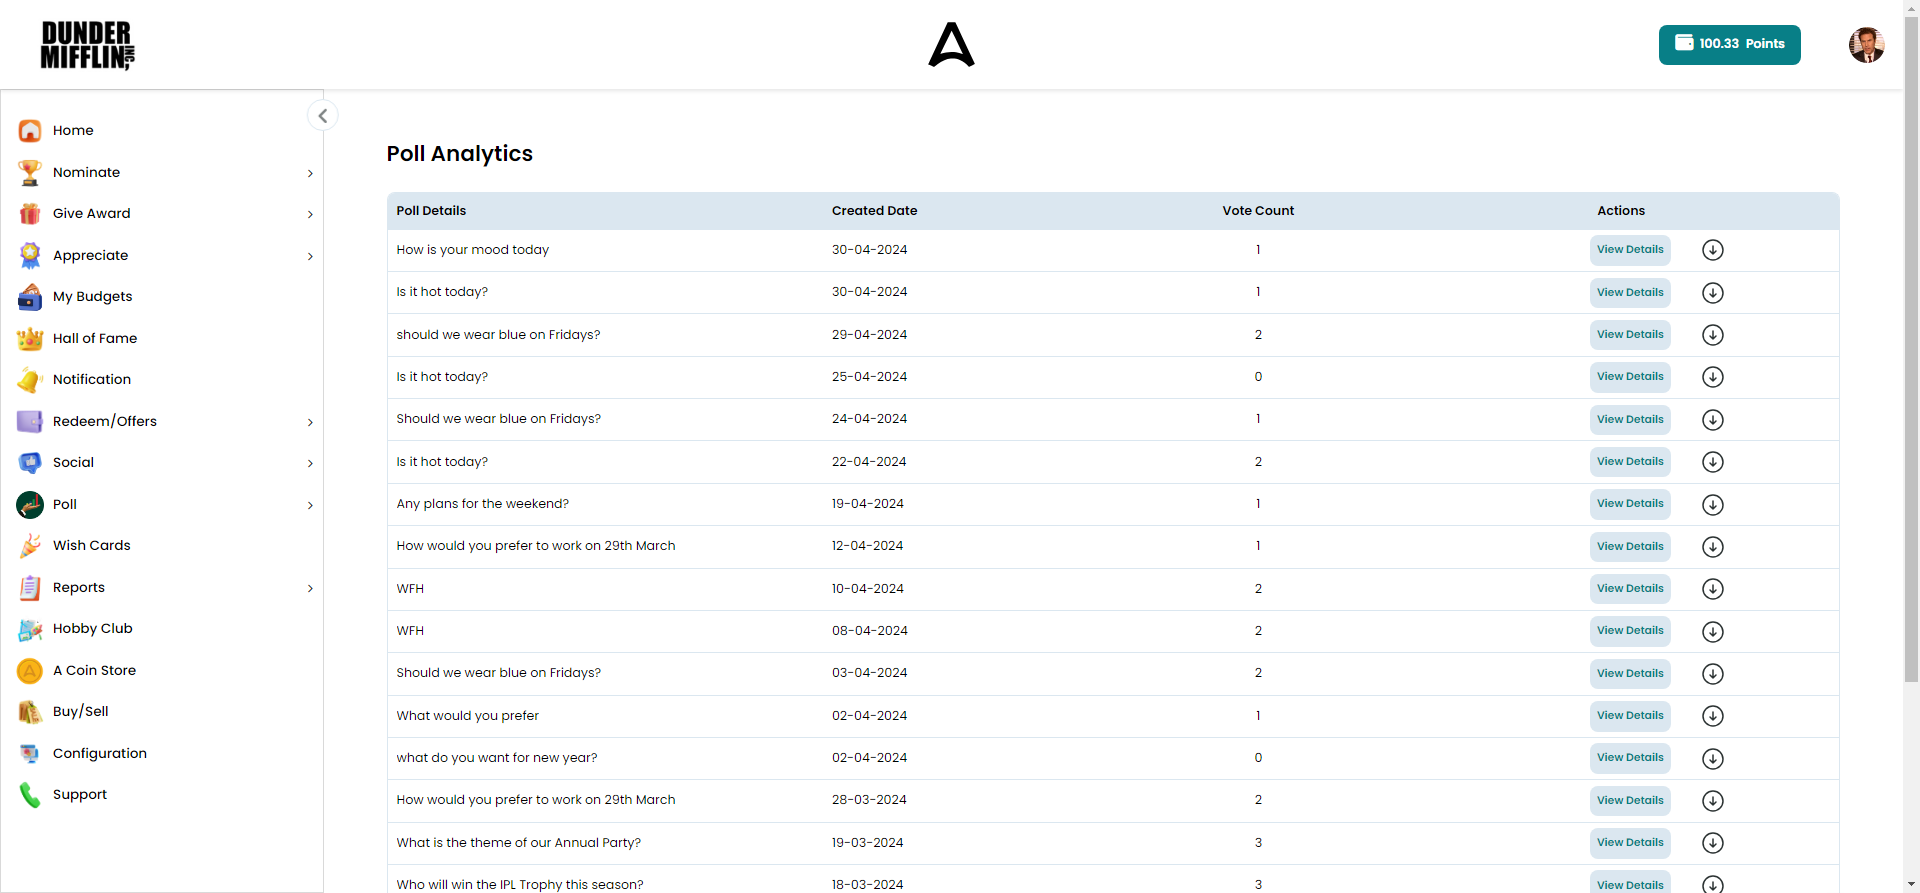 DUNDER
MIFFLIN, INC
100.33 Points
Home
Nominate
Give Award
Appreciate
My Budgets
Hall of Fame
Notification
Redeem/Offers
Social
Poll
Wish Cards
Reports
Hobby Club
A Coin Store
Buy/Sell
Configuration
Support
Poll Analytics
Poll Details Created Date Vote Count Actions
How is your mood today 30-04-2024 1 View Details
Is it hot today? 30-04-2024 1 View Details
should we wear blue on Fridays? 29-04-2024 2 View Details
Is it hot today? 25-04-2024 0 View Details
Should we wear blue on Fridays? 24-04-2024 1 View Details
Is it hot today? 22-04-2024 2 View Details
Any plans for the weekend? 19-04-2024 1 View Details
How would you prefer to work on 29th March 12-04-2024 1 View Details
WFH 10-04-2024 2 View Details
WFH 08-04-2024 2 View Details
Should we wear blue on Fridays? 03-04-2024 2 View Details
What would you prefer 02-04-2024 1 View Details
what do you want for new year? 02-04-2024 0 View Details
How would you prefer to work on 29th March 28-03-2024 2 View Details
What is the theme of our Annual Party? 19-03-2024 3 View Details
Who will win the IPL Trophy this season? 18-03-2024 3 View Details